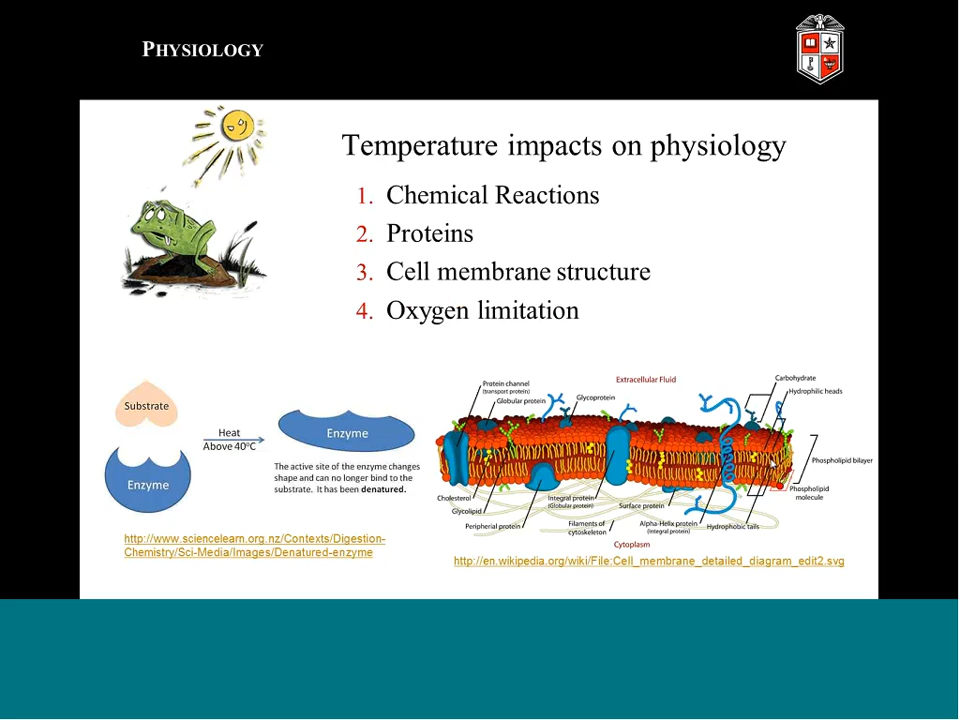 PHYSIOLOGY
Temperature impacts on physiology
1. Chemical Reactions
2. Proteins
3. Cell membrane structure
4. Oxygen limitation
Substrate
Enzyme
Heat
Above 40°C
Enzyme
The active site of the enzyme changes
shape and can no longer bind to the
substrate. It has been denatured.
http://www.sciencelearn.org.nz/Contexts/Digestion-
Chemistry/Sci-Media/Images/Denatured-enzyme
Protein channel
(transport protein)
Globular protein
Glycoprotein
Extracellular Fluid
Carbohydrate
Hydrophilic heads
Phospholipid bilayer
Phospholipid
molecule
Cholesterol
Glycolipid
Peripherial protein
Integral protein
(Globular protein)
Filaments of
cytoskeleton
Surface protein
Alpha-Helix protein
(Integral protein)
Hydrophobic tails
Cytoplasm
http://en.wikipedia.org/wiki/File:Cell_membrane_detailed_diagram_edit2.svg